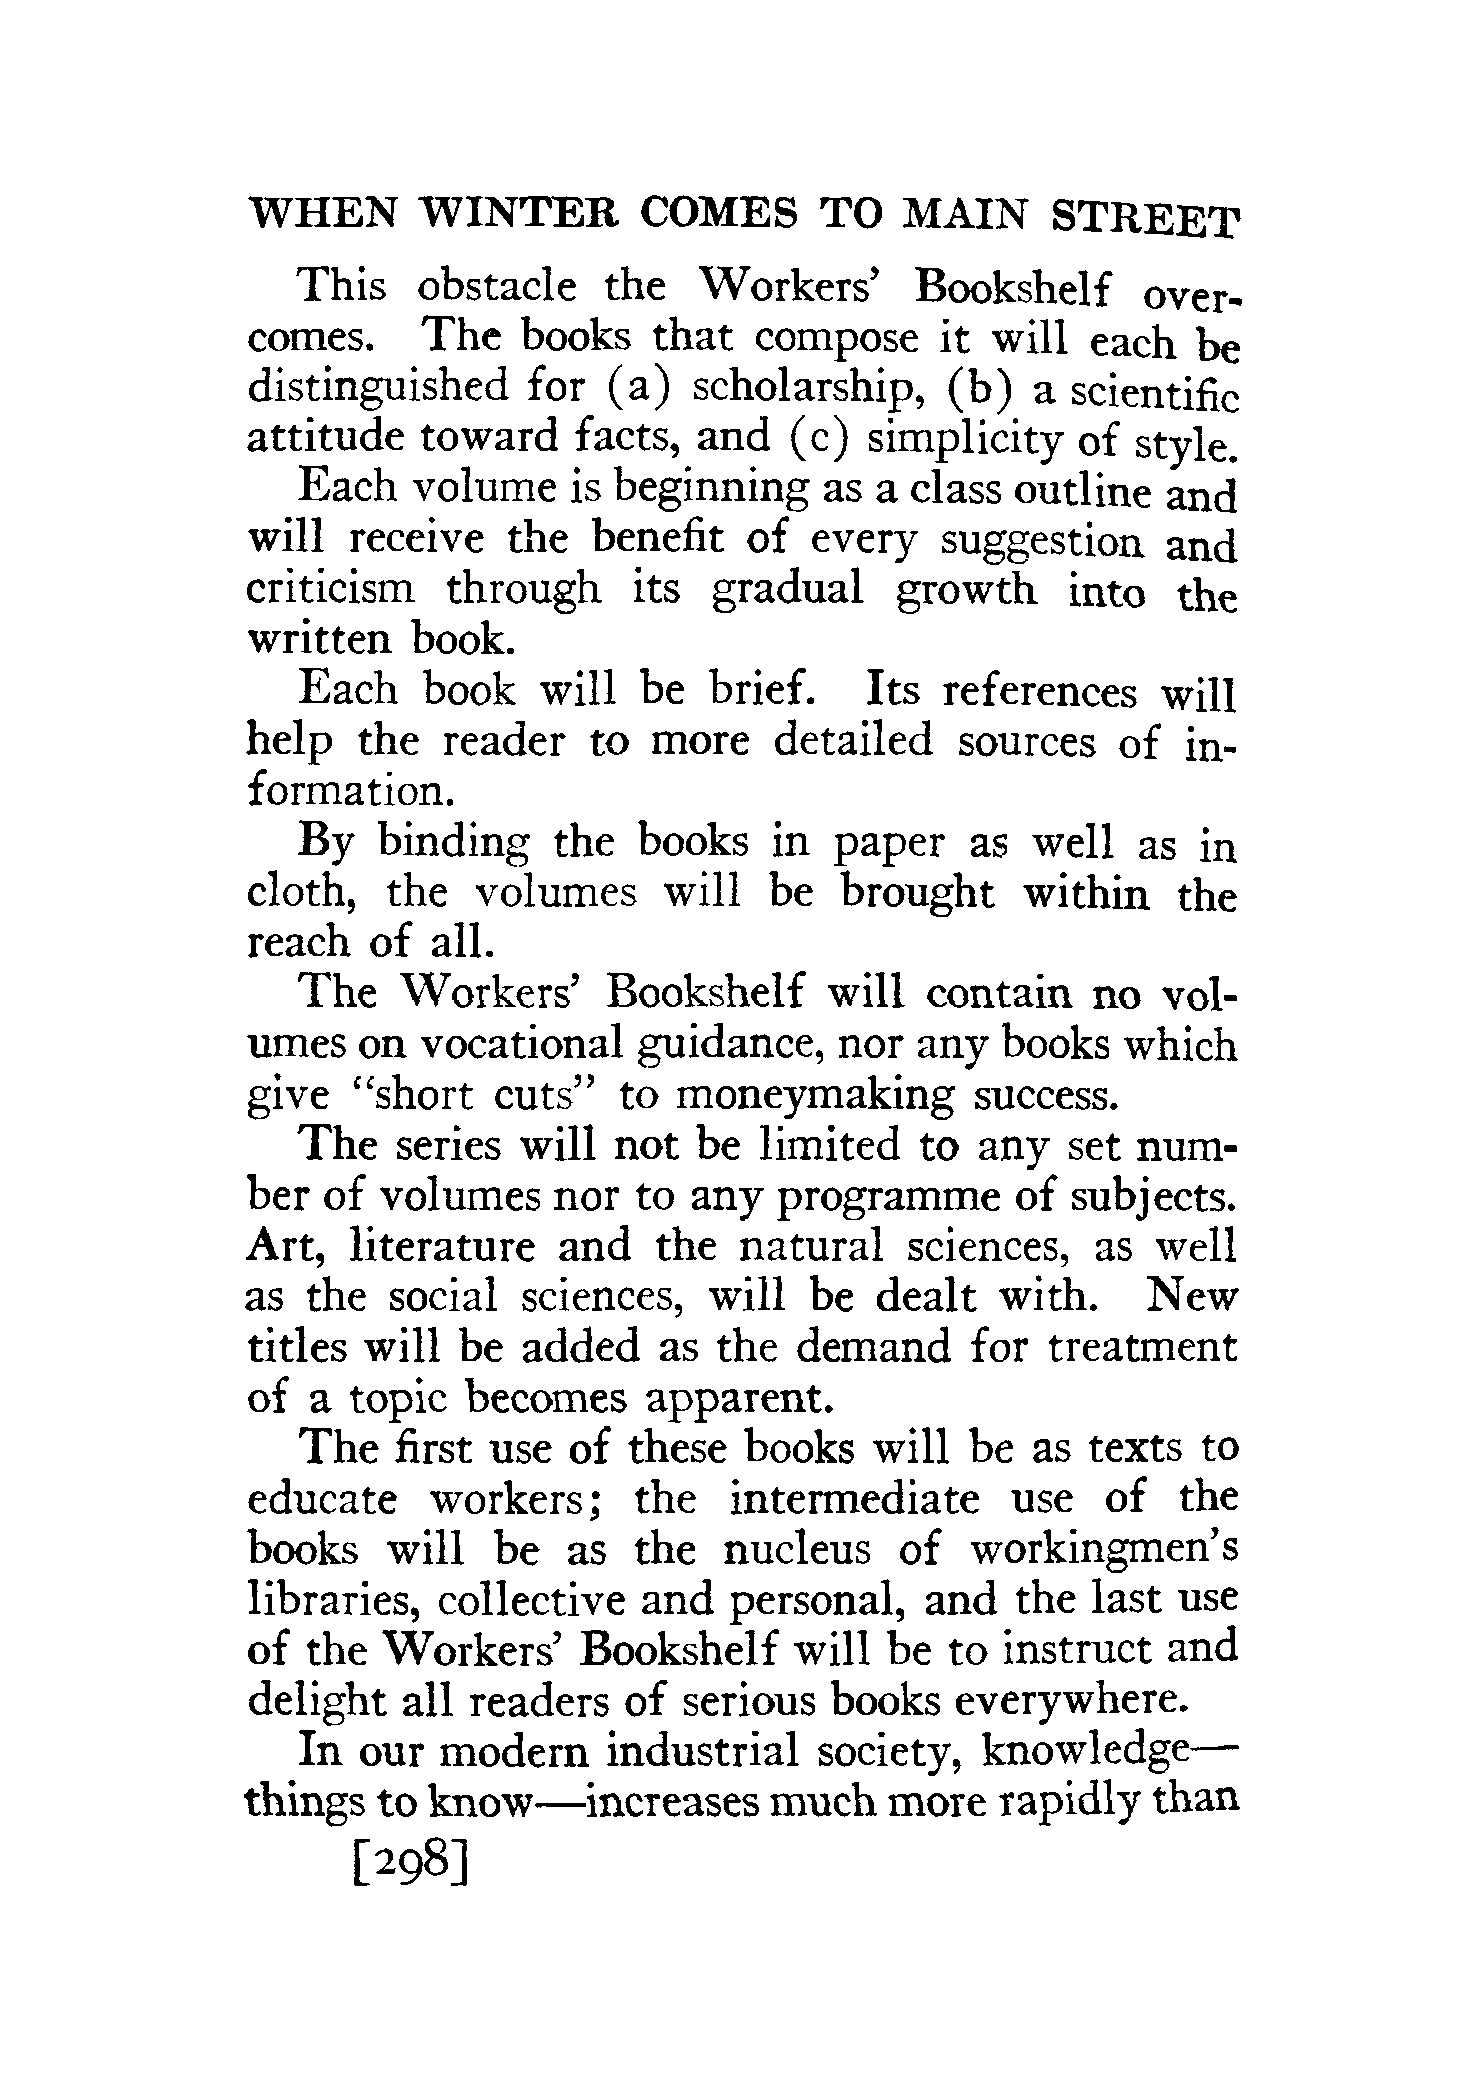 WHEN WINTER COMES TO MAIN STREET
This obstacle the Workers' Bookshelf over-
comes. The books that compose it will each be
distinguished for (a) scholarship, (b) a scientific
attitude toward facts, and (c) simplicity of style.
Each volume is beginning as a class outline and
will receive the benefit of every suggestion and
criticism through its gradual growth into the
written book.
Each book will be brief. Its references will
help the reader to more detailed sources of in-
formation.
By binding the books in paper as well as in
cloth, the volumes will be brought within the
reach of all.
The Workers' Bookshelf will contain no vol-
umes on vocational guidance, nor any books which
give "short cuts" to moneymaking success.
The series will not be limited to any set num-
ber of volumes nor to any programme of subjects.
Art, literature and the natural sciences, as well
as the social sciences, will be dealt with. New
titles will be added as the demand for treatment
of a topic becomes apparent.
The first use of these books will be as texts to
educate workers; the intermediate use of the
books will be as the nucleus of workingmen's
libraries, collective and personal, and the last use
of the Workers' Bookshelf will be to instruct and
delight all readers of serious books everywhere.
In our modern industrial society, knowledge—
things to know—increases much more rapidly than
[298]